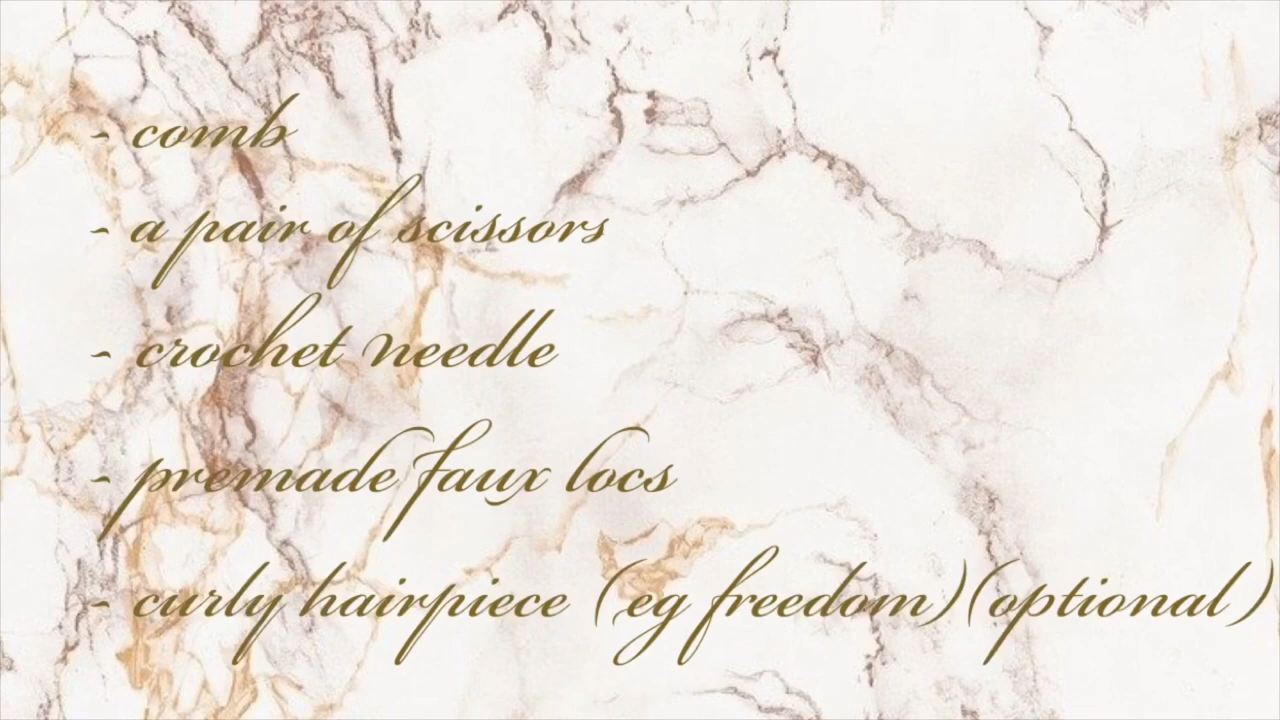 - comb
- a pair of scissors
- crochet needle
- premade faux locs
- curly hairpiece (eg freedom)(optional)